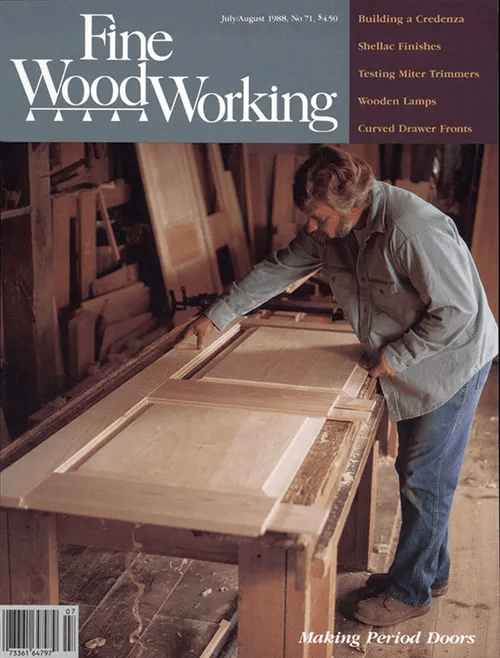 July/August 1988, No. 71, $4.50
Fine
WoodWorking
Building a Credenza
Shellac Finishes
Testing Miter Trimmers
Wooden Lamps
Curved Drawer Fronts
07
73361 64797
Making Period Doors